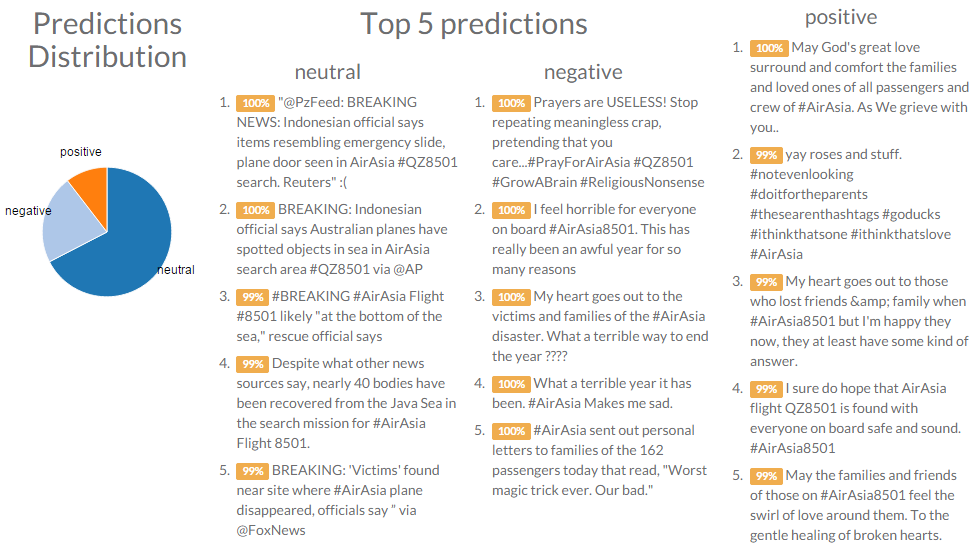 Predictions
Distribution
positive
negative
neutral
Top 5 predictions
neutral
1. 100% "@PzFeed: BREAKING
NEWS: Indonesian official says
items resembling emergency slide,
plane door seen in AirAsia #QZ8501
search. Reuters" :(
2. 100% BREAKING: Indonesian
official says Australian planes have
spotted objects in sea in AirAsia
search area #QZ8501 via @AP
3. 99% #BREAKING #AirAsia Flight
#8501 likely "at the bottom of the
sea," rescue official says
4. 99% Despite what other news
sources say, nearly 40 bodies have
been recovered from the Java Sea in
the search mission for #AirAsia
Flight 8501.
5. 99% BREAKING: 'Victims' found
near site where #AirAsia plane
disappeared, officials say ” via
@FoxNews
negative
1. 100% Prayers are USELESS! Stop
repeating meaningless crap,
pretending that you
care...#PrayForAirAsia #QZ8501
#GrowABrain #ReligiousNonsense
2. 100% I feel horrible for everyone
on board #AirAsia8501. This has
really been an awful year for so
many reasons
3. 100% My heart goes out to the
victims and families of the #AirAsia
disaster. What a terrible way to end
the year ????
4. 100% What a terrible year it has
been. #AirAsia Makes me sad.
5. 100% #AirAsia sent out personal
letters to families of the 162
passengers today that read, "Worst
magic trick ever. Our bad."
positive
1. 100% May God's great love
surround and comfort the families
and loved ones of all passengers and
crew of #AirAsia. As We grieve with
you..
2. 99% yay roses and stuff.
#notevenlooking
#doitfortheparents
#thesearenthashtags #goducks
#ithinkthatsone #ithinkthatslove
#AirAsia
3. 99% My heart goes out to those
who lost friends &amp; family when
#AirAsia8501 but I'm happy they
now, they at least have some kind of
answer.
4. 99% I sure do hope that AirAsia
flight QZ8501 is found with
everyone on board safe and sound.
#AirAsia8501
5. 99% May the families and friends
of those on #AirAsia8501 feel the
swirl of love around them. To the
gentle healing of broken hearts.